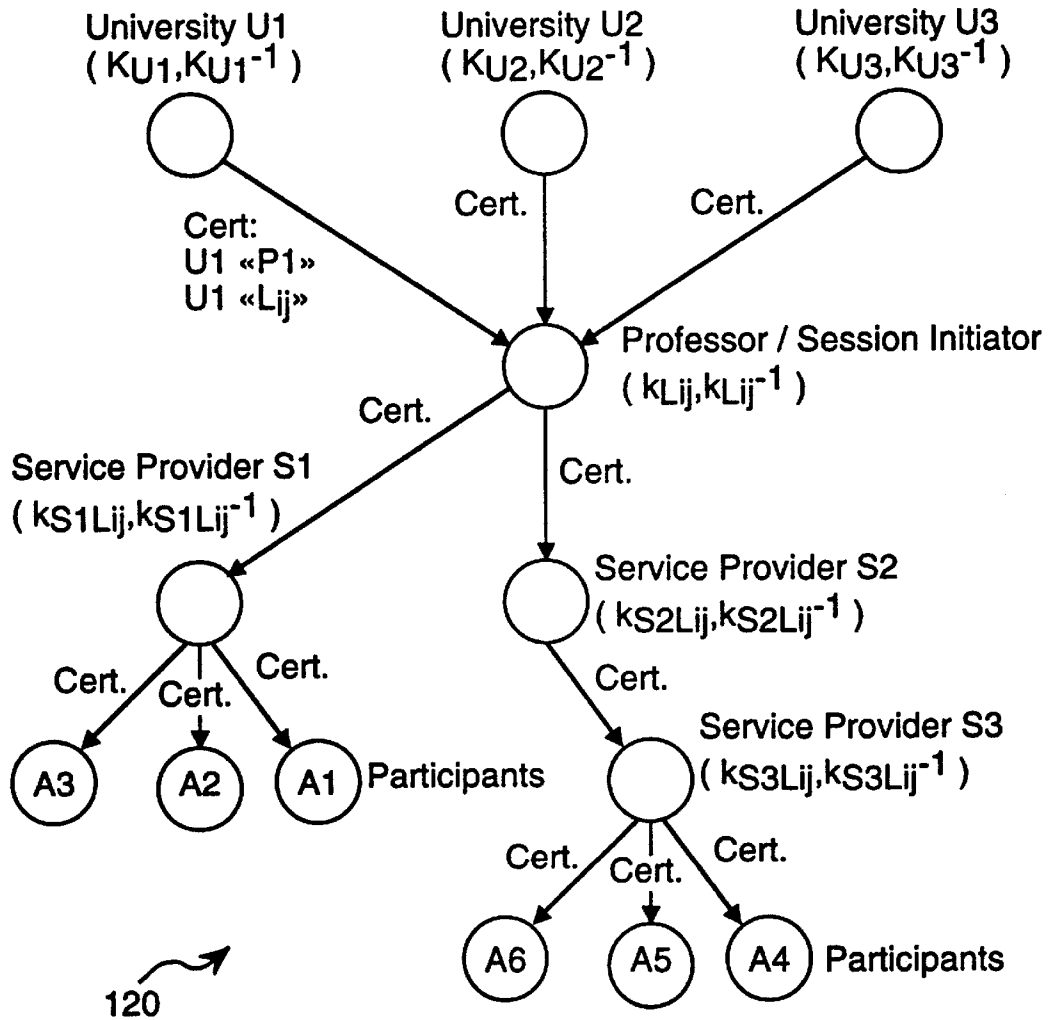 University U1
( KU1,KU1⁻¹ )
University U2
( KU2,KU2⁻¹ )
University U3
( KU3,KU3⁻¹ )
Cert:
U1 «P1»
U1 «Lij»
Cert.
Cert.
Professor / Session Initiator
( kLij,kLij⁻¹ )
Cert.
Cert.
Service Provider S1
( kS1Lij,kS1Lij⁻¹ )
Service Provider S2
( kS2Lij,kS2Lij⁻¹ )
Cert.
Cert.
Cert.
Cert.
Service Provider S3
( kS3Lij,kS3Lij⁻¹ )
A3
A2
A1
Participants
Cert.
Cert.
Cert.
A6
A5
A4
Participants
120